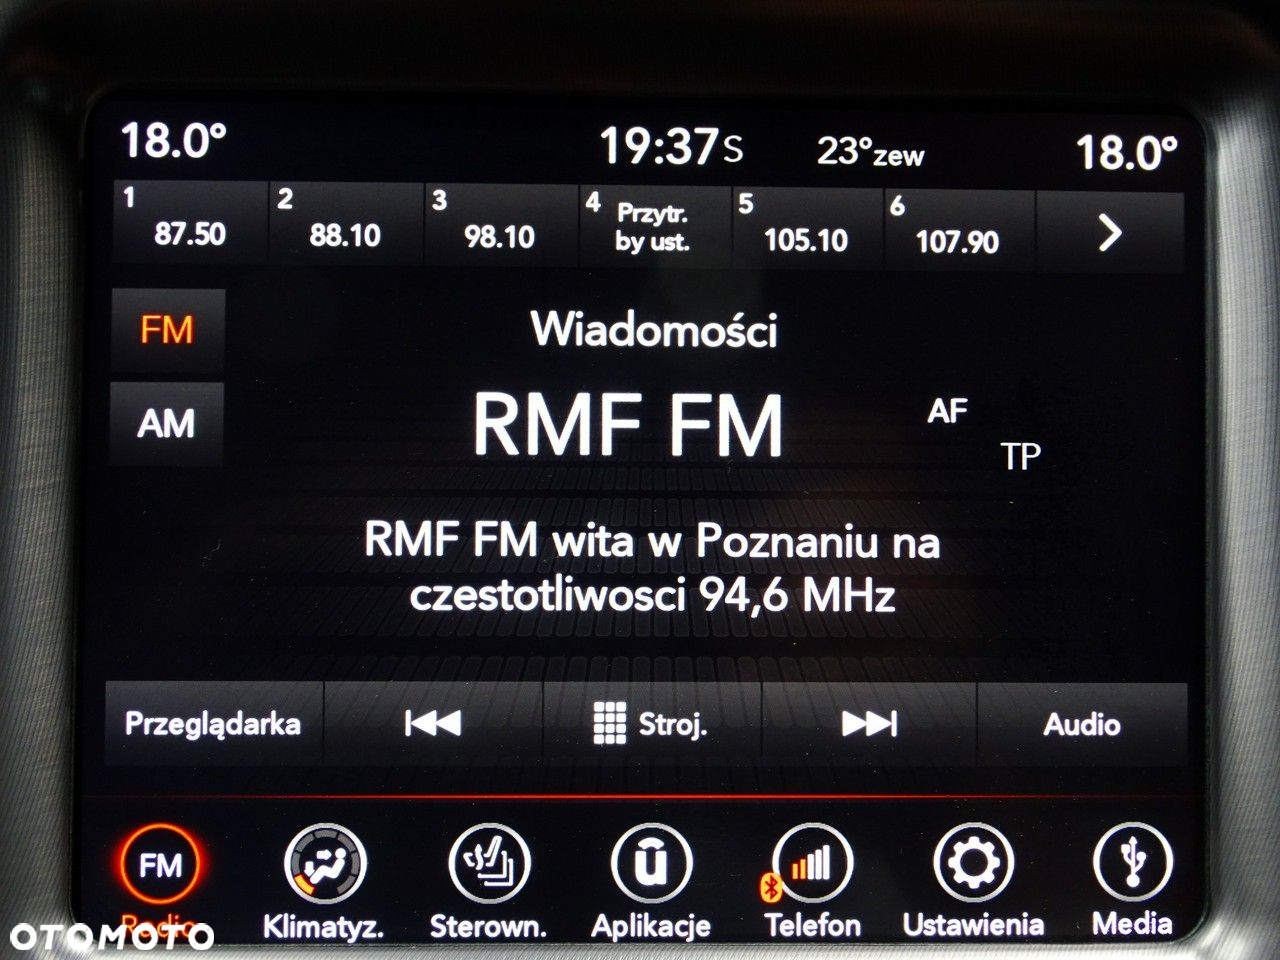 18.0° 19:37 S 23°zew 18.0°
1 87.50
2 88.10
3 98.10
4 Przytr. by ust.
5 105.10
6 107.90
FM
AM
Wiadomości
RMF FM
AF
TP
RMF FM wita w Poznaniu na
czestotliwosci 94,6 MHz
Przeglądarka
Stroj.
Audio
FM
Radio
Klimatyz.
Sterown.
Aplikacje
Telefon
Ustawienia
Media
OTOMOTO